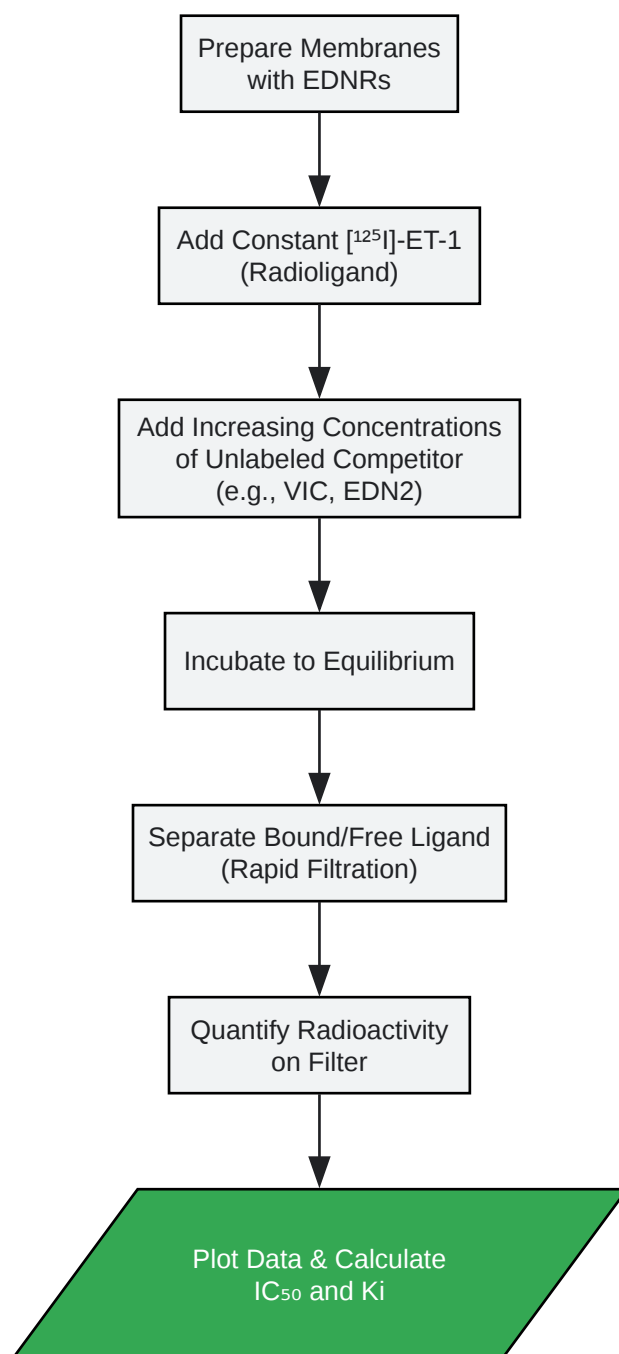 Prepare Membranes
with EDNRs
Add Constant [¹²⁵I]-ET-1
(Radioligand)
Add Increasing Concentrations
of Unlabeled Competitor
(e.g., VIC, EDN2)
Incubate to Equilibrium
Separate Bound/Free Ligand
(Rapid Filtration)
Quantify Radioactivity
on Filter
Plot Data & Calculate
IC₅₀ and Ki